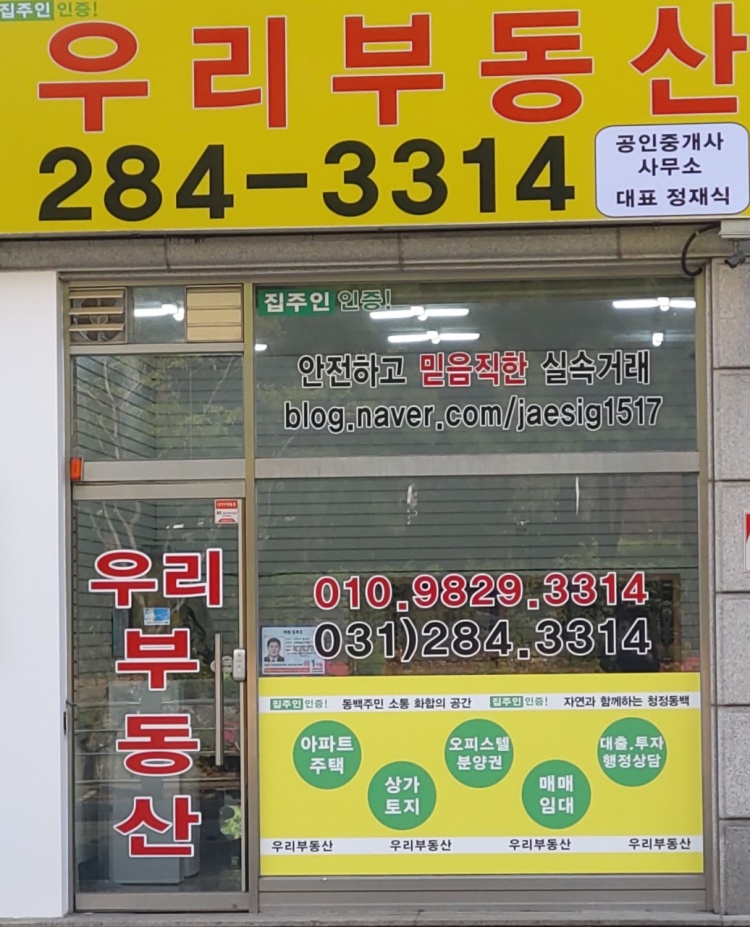 집주인 인증!
우리부동산
284-3314
공인중개사
사무소
대표 정재식
집주인 인증!
안전하고 믿음직한 실속거래
blog.naver.com/jaesig1517
우리
부
동
산
010.9829.3314
031)284.3314
집주인 인증! 동백주민 소통 화합의 공간 집주인 인증! 자연과 함께하는 청정동백
아파트
주택
상가
토지
오피스텔
분양권
매매
임대
대출.투자
행정상담
우리부동산 우리부동산 우리부동산 우리부동산